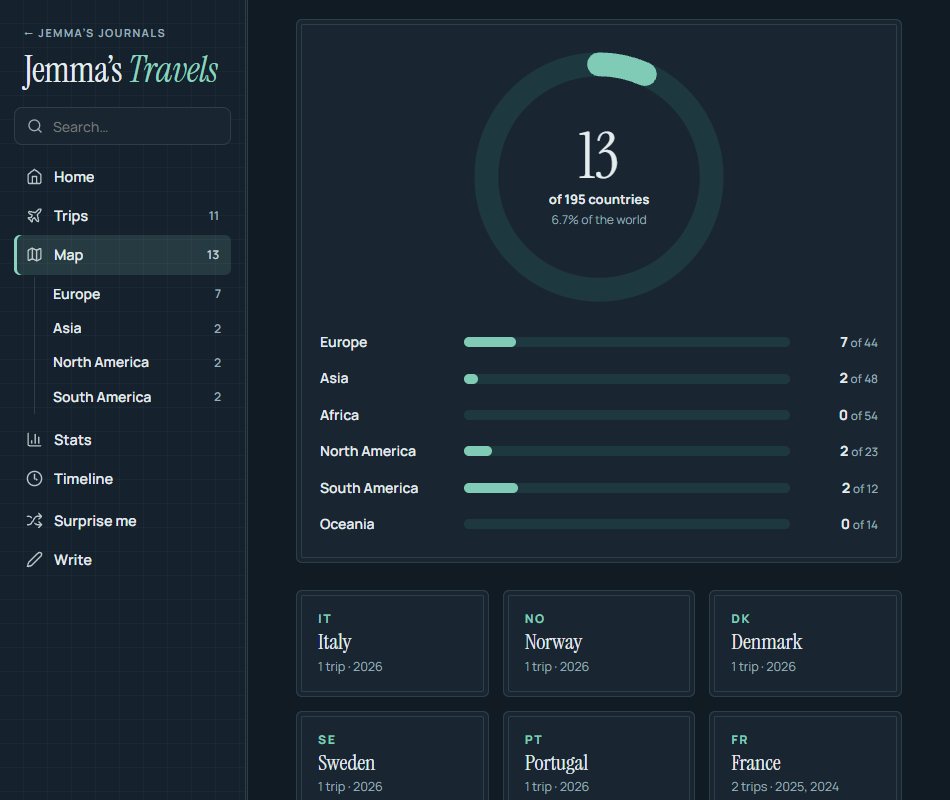 ← JEMMA'S JOURNALS
Jemma's Travels
Search…
Home
Trips 11
Map 13
Europe 7
Asia 2
North America 2
South America 2
Stats
Timeline
Surprise me
Write
13
of 195 countries
6.7% of the world
Europe 7 of 44
Asia 2 of 48
Africa 0 of 54
North America 2 of 23
South America 2 of 12
Oceania 0 of 14
IT
Italy
1 trip · 2026
NO
Norway
1 trip · 2026
DK
Denmark
1 trip · 2026
SE
Sweden
1 trip · 2026
PT
Portugal
1 trip · 2026
FR
France
2 trips · 2025, 2024